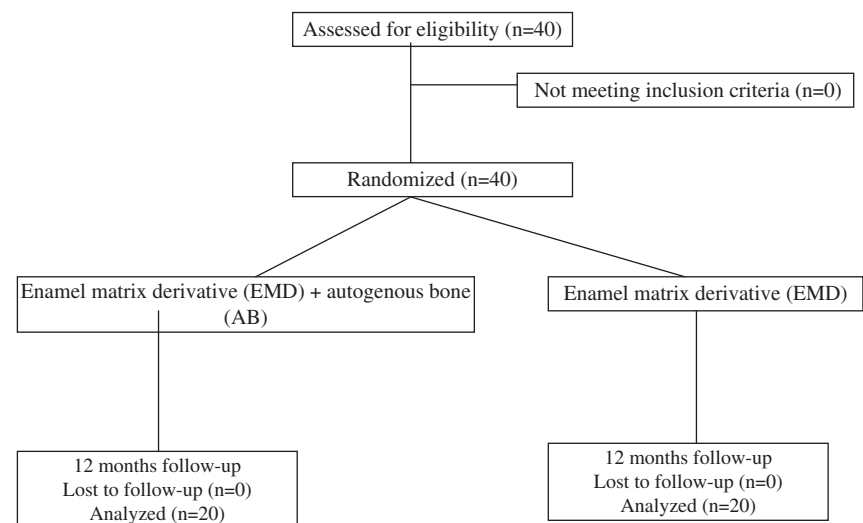 Assessed for eligibility (n=40)
Not meeting inclusion criteria (n=0)
Randomized (n=40)
Enamel matrix derivative (EMD) + autogenous bone
(AB)
Enamel matrix derivative (EMD)
12 months follow-up
Lost to follow-up (n=0)
Analyzed (n=20)
12 months follow-up
Lost to follow-up (n=0)
Analyzed (n=20)